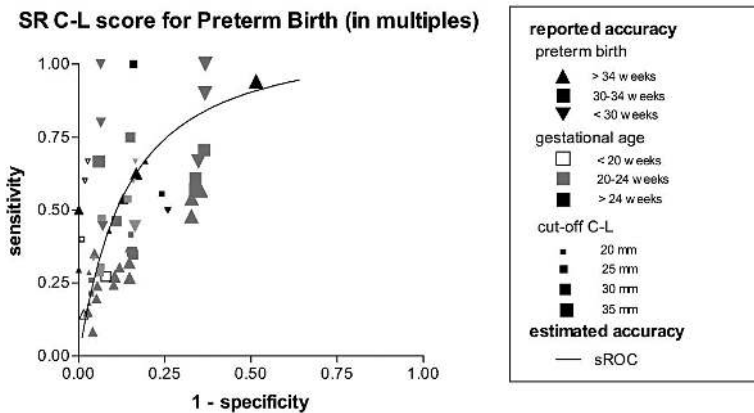 SR C-L score for Preterm Birth (in multiples)
1.00
0.75
0.50
0.25
0.00
sensitivity
0.00 0.25 0.50 0.75 1.00
1 - specificity
reported accuracy
preterm birth
> 34 weeks
30-34 weeks
< 30 weeks
gestational age
< 20 weeks
20-24 weeks
> 24 weeks
cut-off C-L
20 mm
25 mm
30 mm
35 mm
estimated accuracy
sROC